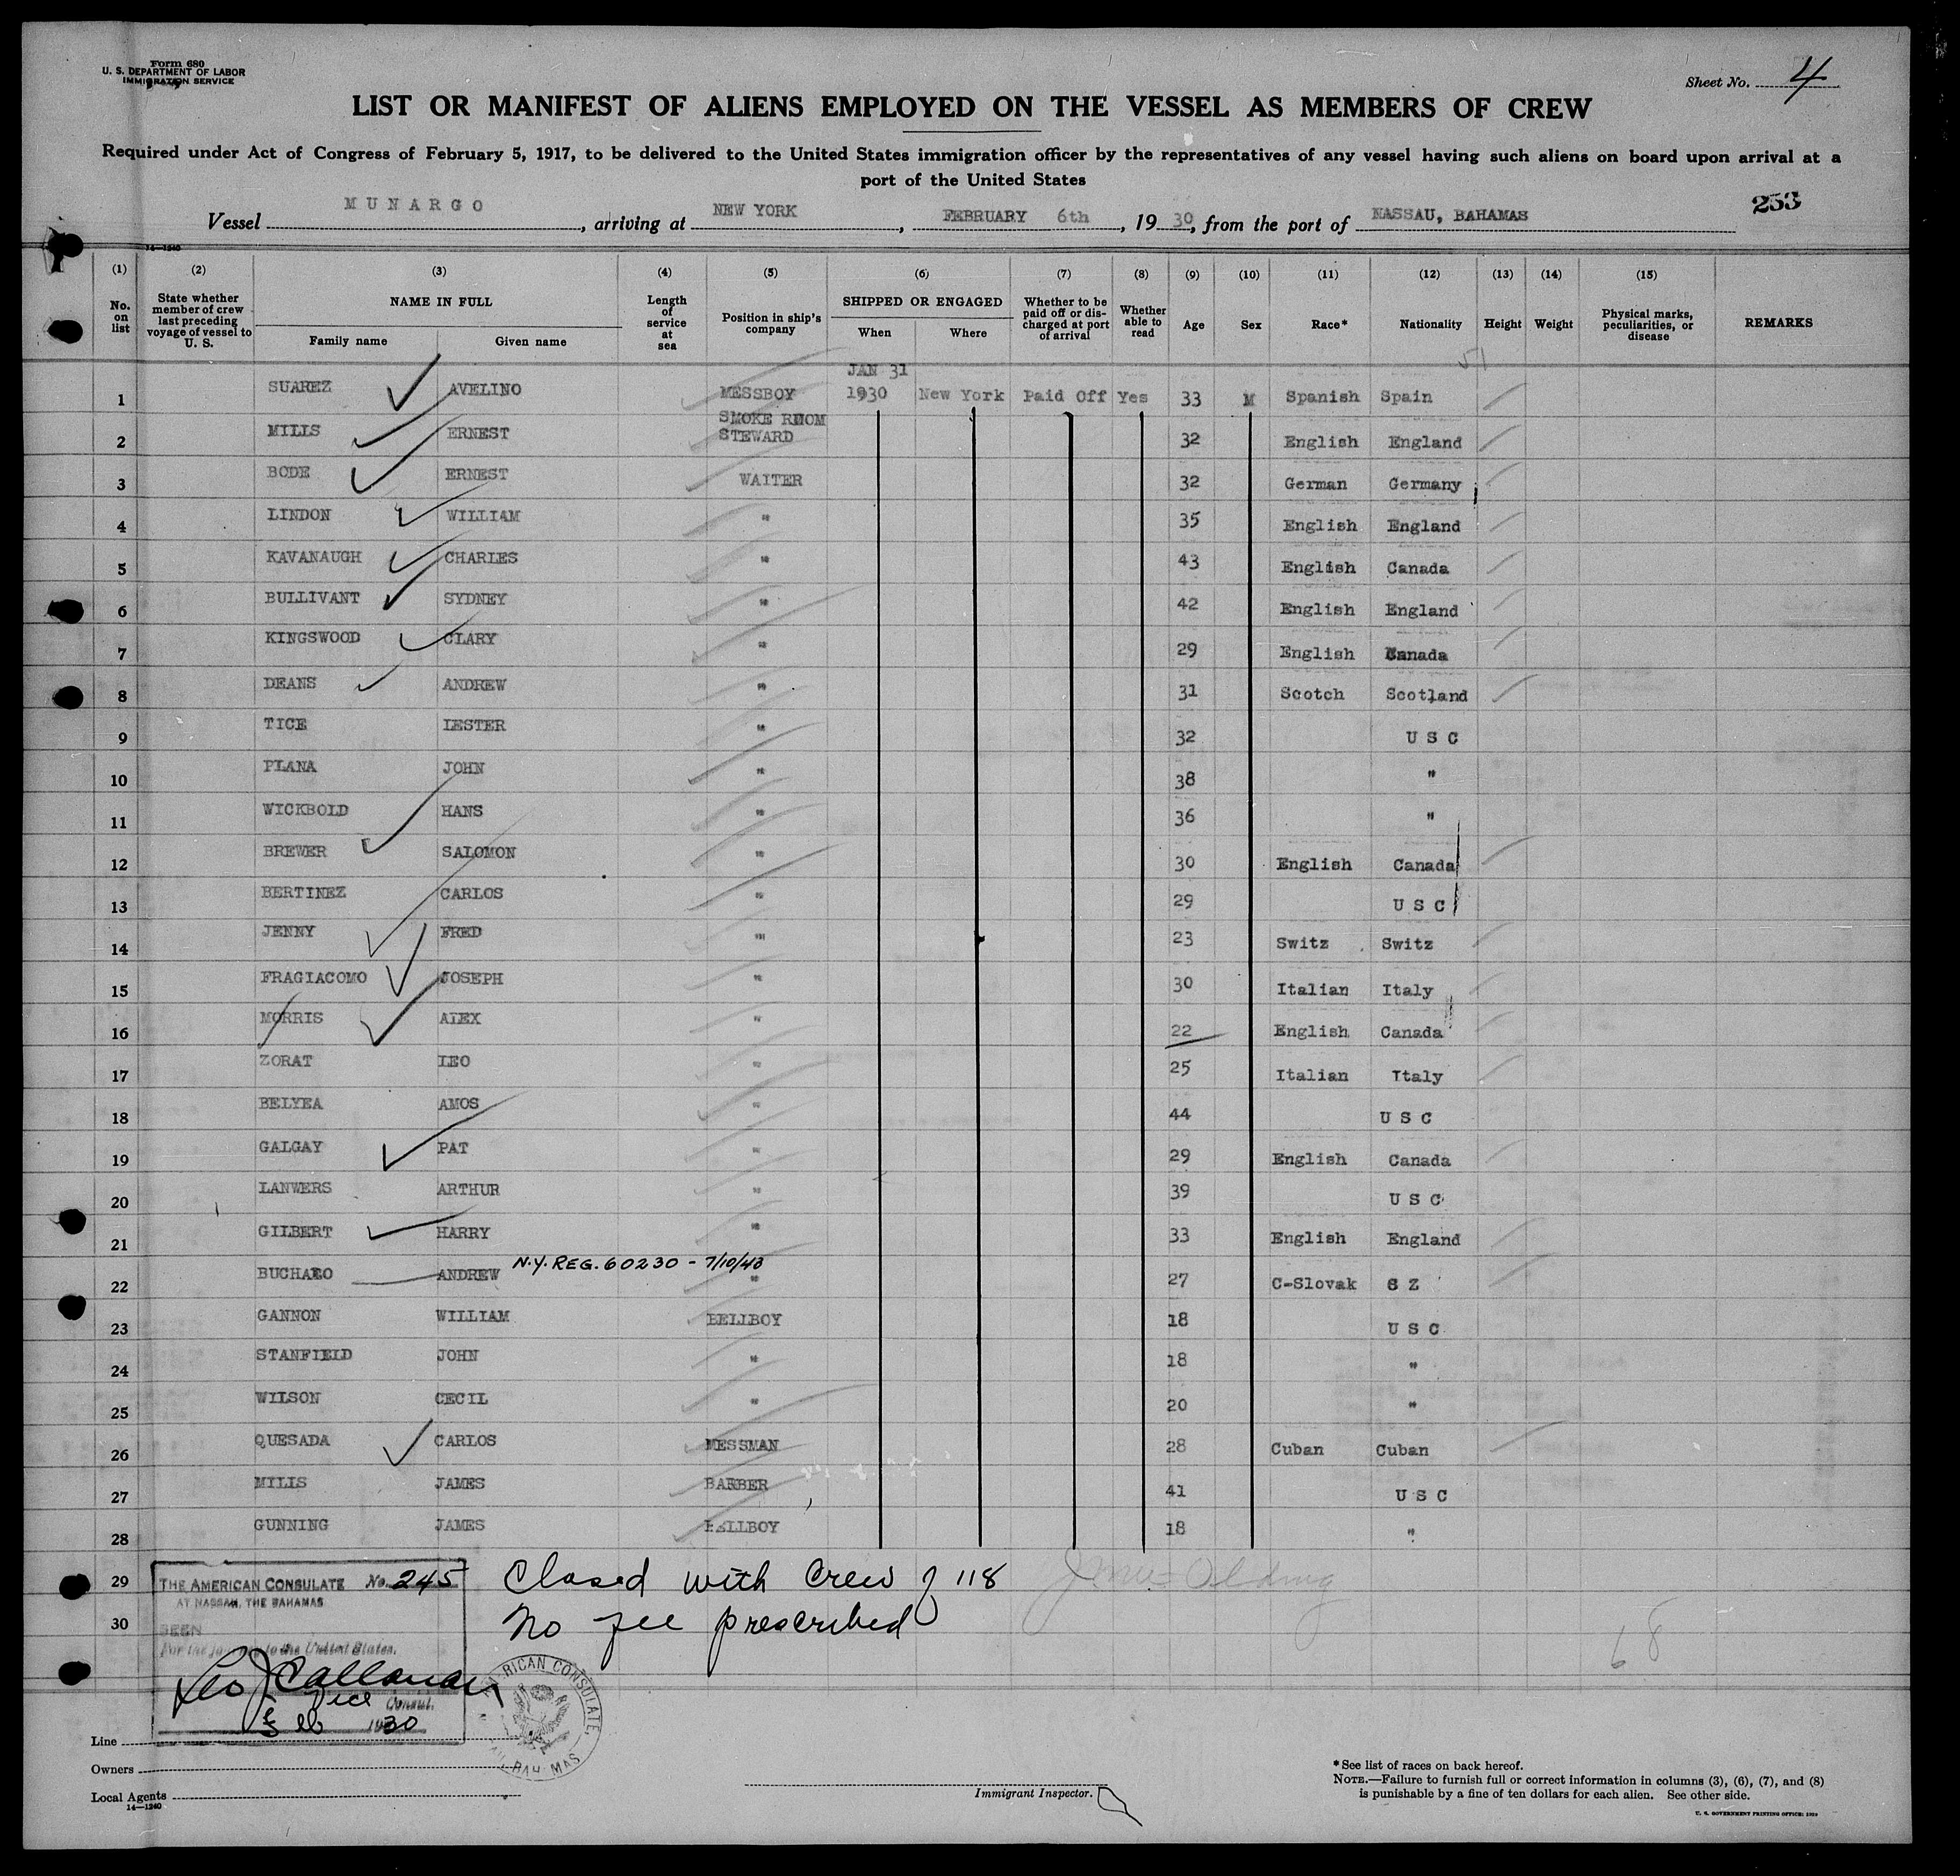 Form 680
U. S. DEPARTMENT OF LABOR
IMMIGRATION SERVICE
Sheet No. 4
LIST OR MANIFEST OF ALIENS EMPLOYED ON THE VESSEL AS MEMBERS OF CREW
Required under Act of Congress of February 5, 1917, to be delivered to the United States immigration officer by the representatives of any vessel having such aliens on board upon arrival at a
port of the United States
253
Vessel MUNARGO, arriving at NEW YORK, FEBRUARY 6th, 1930, from the port of NASSAU, BAHAMAS
14—1240
(1) (2) (3) (4) (5) (6) (7) (8) (9) (10) (11) (12) (13) (14) (15)
No. on list State whether member of crew last preceding voyage of vessel to U. S. NAME IN FULL Family name Given name Length of service at sea Position in ship's company SHIPPED OR ENGAGED When Where Whether to be paid off or discharged at port of arrival Whether able to read Age Sex Race* Nationality Height Weight Physical marks, peculiarities, or disease REMARKS
51
1 SUAREZ AVELINO MESSBOY JAN 31 1930 New York Paid Off Yes 33 M Spanish Spain
2 MILLS ERNEST SMOKE ROOM STEWARD 32 English England
3 BODE ERNEST WAITER 32 German Germany
4 LINDON WILLIAM " 35 English England
5 KAVANAUGH CHARLES " 43 English Canada
6 BULLIVANT SYDNEY " 42 English England
7 KINGSWOOD CLARY " 29 English Canada
8 DEANS ANDREW " 31 Scotch Scotland
9 TICE LESTER " 32 U S C
10 PLANA JOHN " 38 "
11 WICKBOLD HANS " 36 "
12 BREWER SALOMON " 30 English Canada
13 BERTINEZ CARLOS " 29 U S C
14 JENNY FRED " 23 Switz Switz
15 FRAGIACOMO JOSEPH " 30 Italian Italy
16 MORRIS ALEX " 22 English Canada
17 ZORAT LEO " 25 Italian Italy
18 BELYEA AMOS " 44 U S C
19 GALGAY PAT " 29 English Canada
20 LANWERS ARTHUR " 39 U S C
21 GILBERT HARRY " 33 English England
N.Y. REG. 60230 - 7/10/43
22 ANDREW " 27 C-Slovak
23 GANNON WILLIAM BELLBOY 18 U S C
24 STANFIELD JOHN " 18 "
25 WILSON CECIL " 20 "
26 QUESADA CARLOS MESSMAN 28 Cuban Cuban
27 MILLS JAMES BARBER 41 U S C
28 GUNNING JAMES BELLBOY 18 "
29
30
THE AMERICAN CONSULATE No. 245
AT NASSAU, THE BAHAMAS
SEEN
For the journey to the United States.
Leo J Callanan
Vice Consul.
Feb 1930
Closed with Crew of 118
No fee prescribed
68
AMERICAN CONSULATE,
Line
Owners
Local Agents
14—1240
Immigrant Inspector.
*See list of races on back hereof.
NOTE.—Failure to furnish full or correct information in columns (3), (6), (7), and (8)
is punishable by a fine of ten dollars for each alien. See other side.
U. S. GOVERNMENT PRINTING OFFICE: 1929